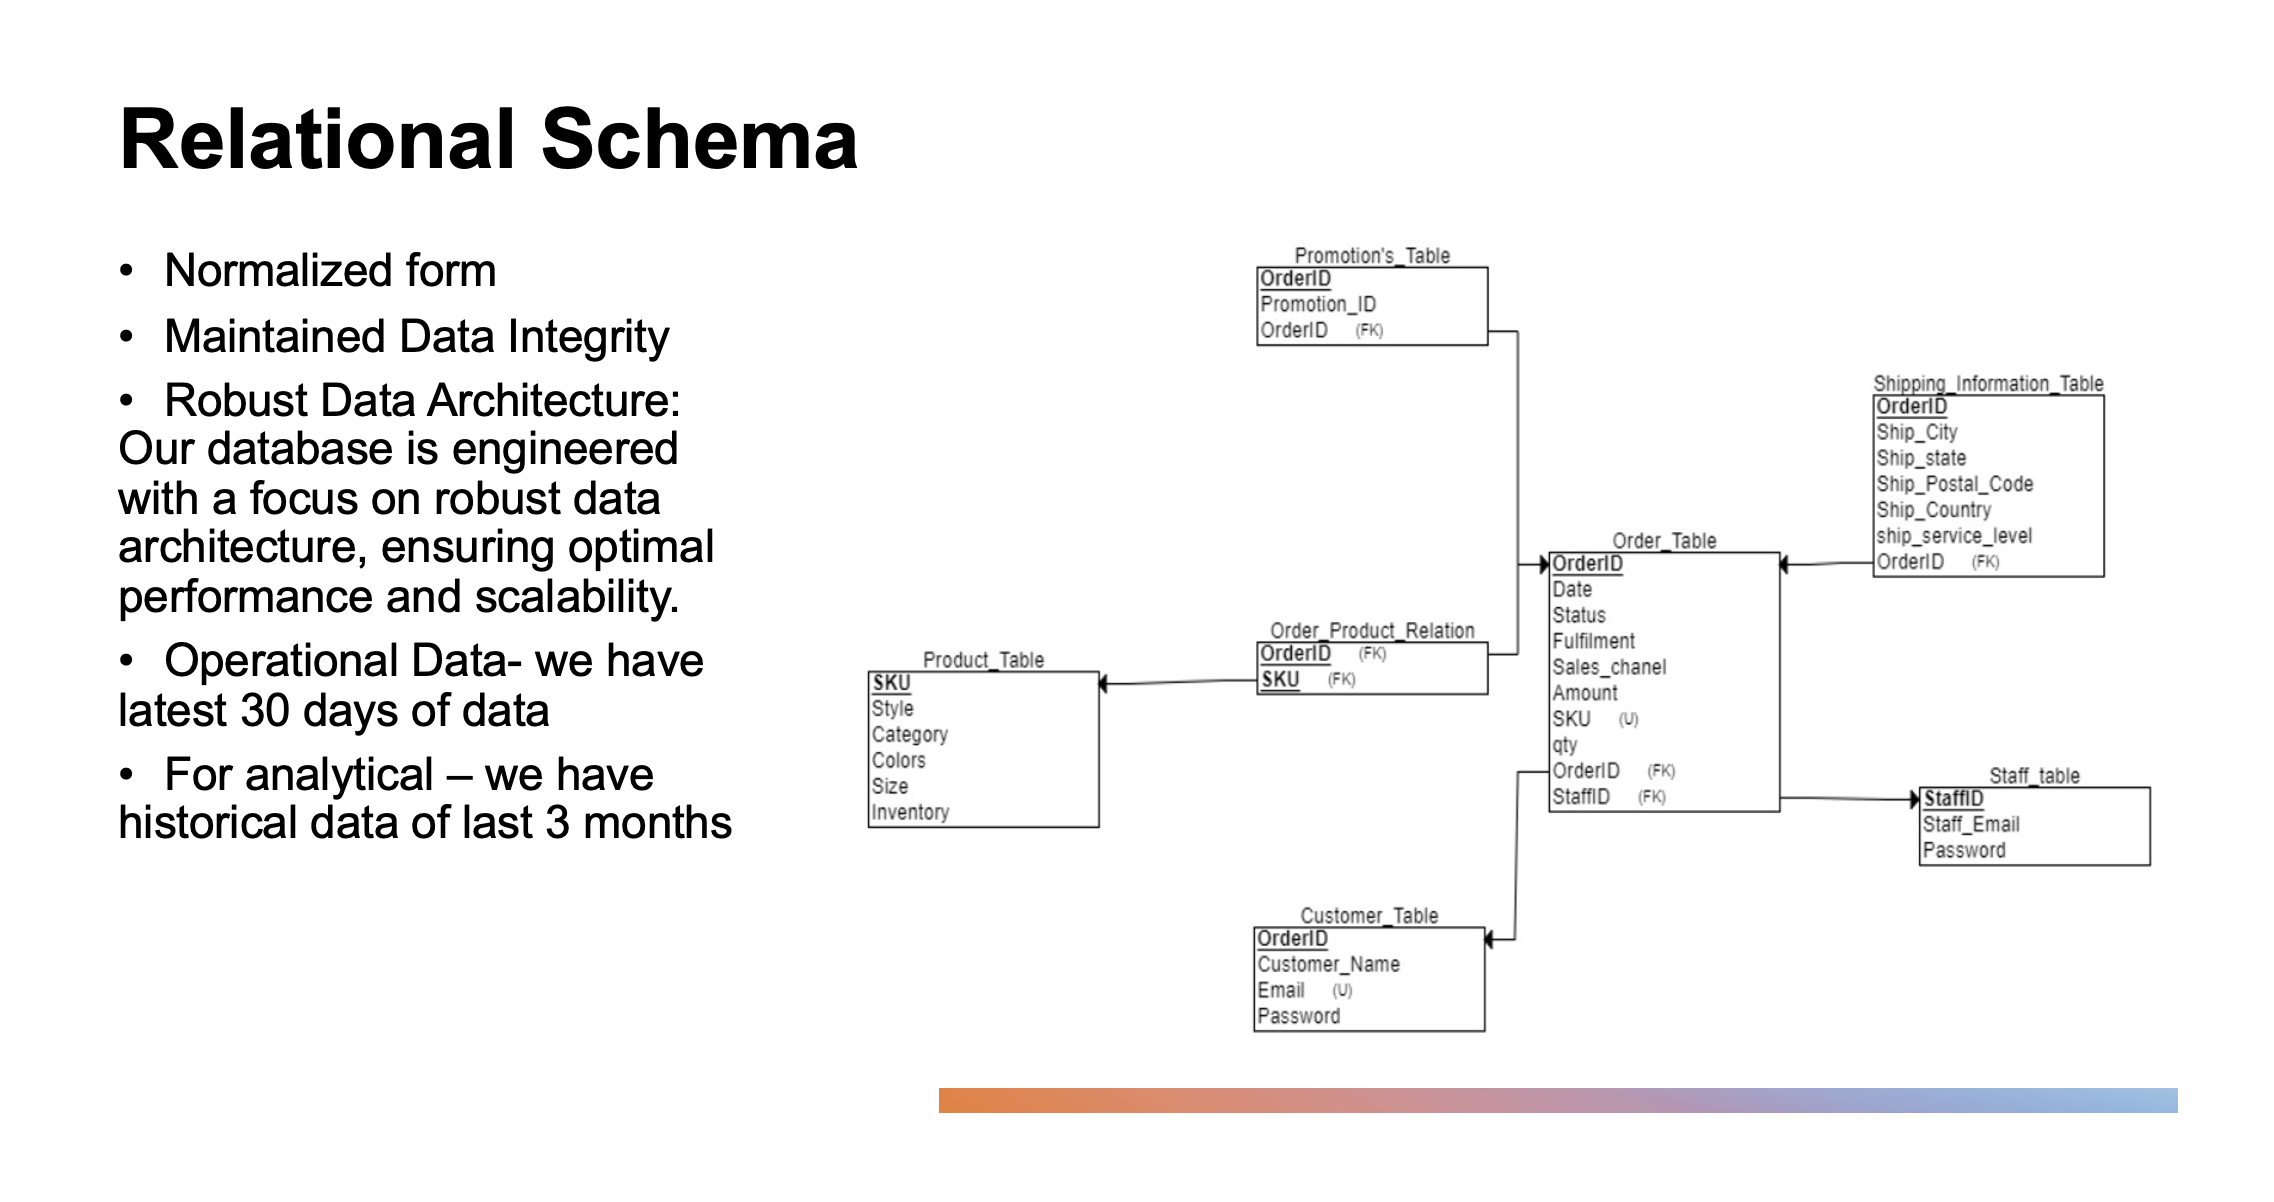 Relational Schema
• Normalized form
• Maintained Data Integrity
• Robust Data Architecture:
Our database is engineered
with a focus on robust data
architecture, ensuring optimal
performance and scalability.
• Operational Data- we have
latest 30 days of data
• For analytical – we have
historical data of last 3 months
Promotion's_Table
OrderID
Promotion_ID
OrderID (FK)
Shipping_Information_Table
OrderID
Ship_City
Ship_state
Ship_Postal_Code
Ship_Country
ship_service_level
OrderID (FK)
Order_Table
OrderID
Date
Status
Fulfilment
Sales_chanel
Amount
SKU (U)
qty
OrderID (FK)
StaffID (FK)
Order_Product_Relation
OrderID (FK)
SKU (FK)
Product_Table
SKU
Style
Category
Colors
Size
Inventory
Staff_table
StaffID
Staff_Email
Password
Customer_Table
OrderID
Customer_Name
Email (U)
Password